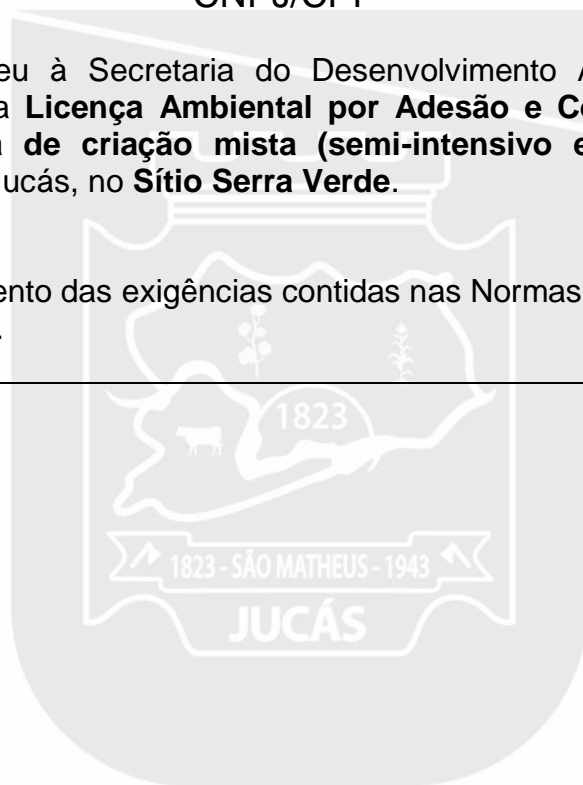 CNPJ/CPF
eu à Secretaria do Desenvolvimento A
a Licença Ambiental por Adesão e Co
de criação mista (semi-intensivo e
ucás, no Sítio Serra Verde.
ento das exigências contidas nas Normas
.
1823
1823 - SÃO MATHEUS - 1943
JUCÁS